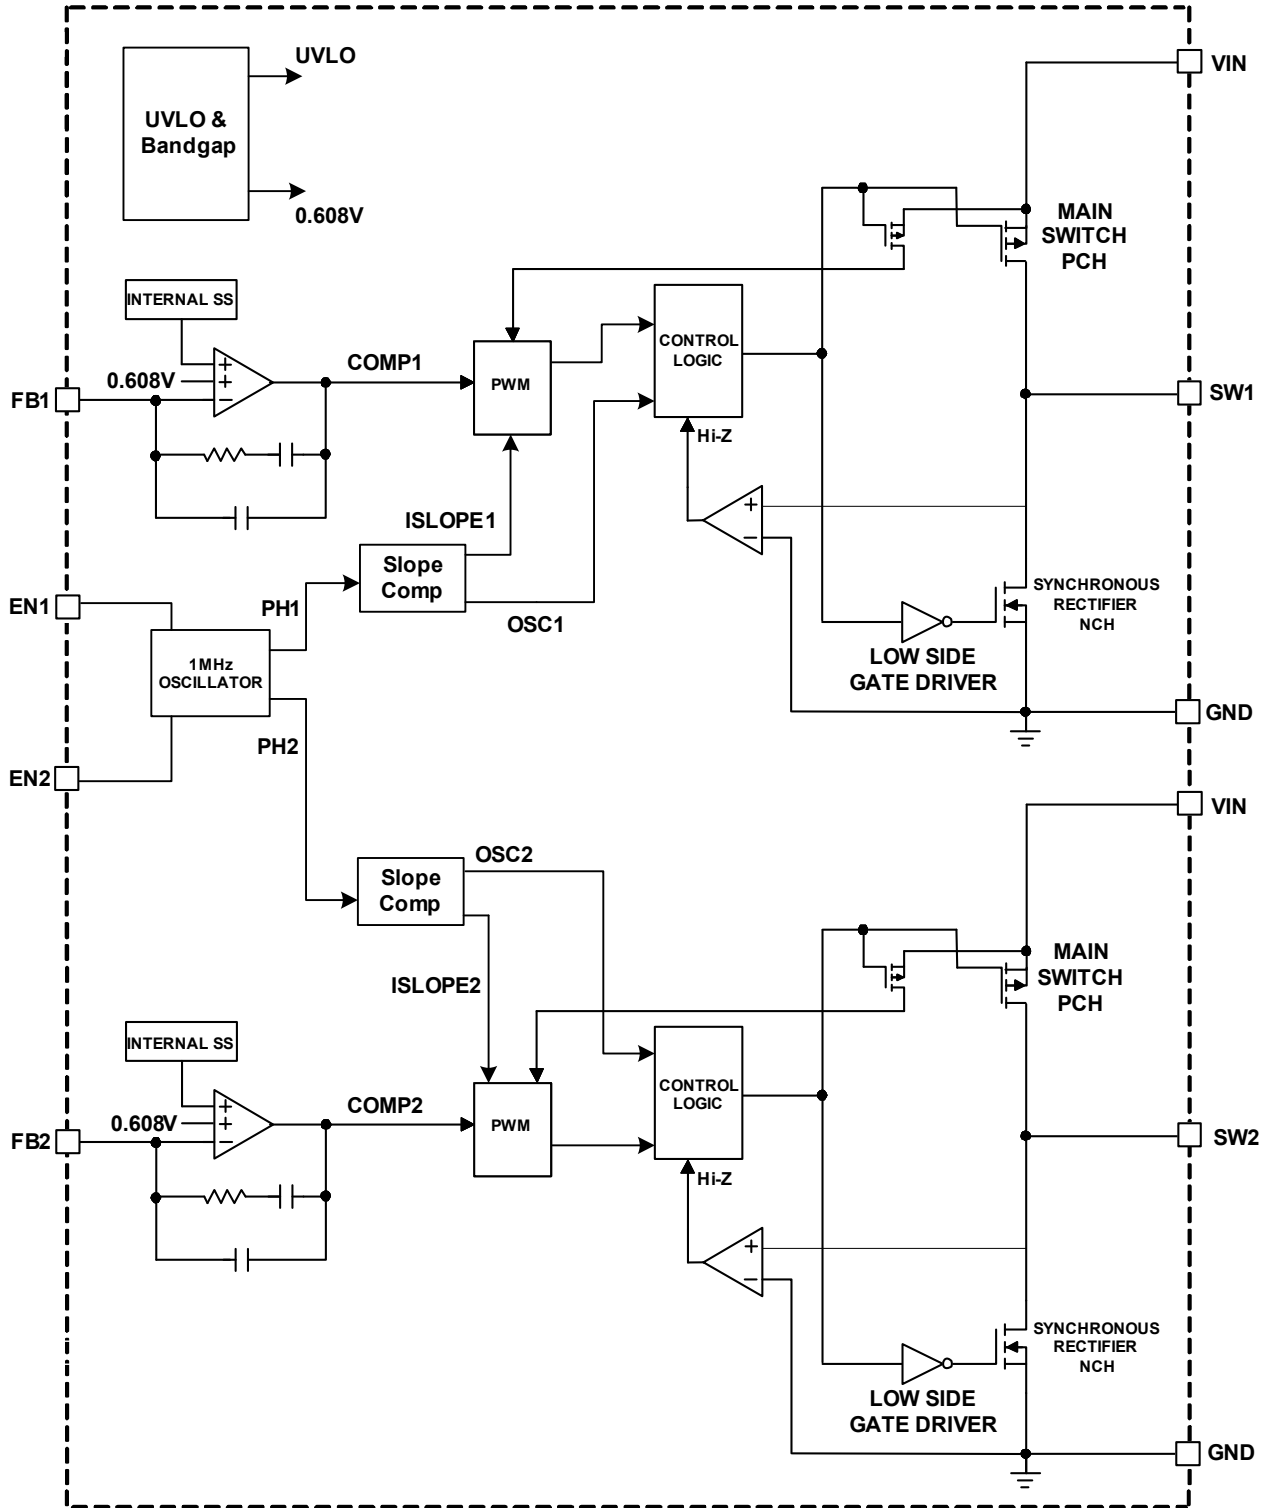 UVLO
VIN
UVLO &
Bandgap
0.608V
MAIN
SWITCH
PCH
INTERNAL SS
CONTROL
LOGIC
COMP1
+
0.608V
+
PWM
FB1
−
SW1
Hi-Z
+
ISLOPE1
−
Slope
Comp
SYNCHRONOUS
RECTIFIER
NCH
EN1
PH1
OSC1
LOW SIDE
GATE DRIVER
1MHz
OSCILLATOR
GND
PH2
EN2
VIN
OSC2
Slope
Comp
MAIN
SWITCH
PCH
ISLOPE2
INTERNAL SS
CONTROL
LOGIC
COMP2
+
0.608V
+
PWM
FB2
−
SW2
Hi-Z
+
−
SYNCHRONOUS
RECTIFIER
NCH
LOW SIDE
GATE DRIVER
GND